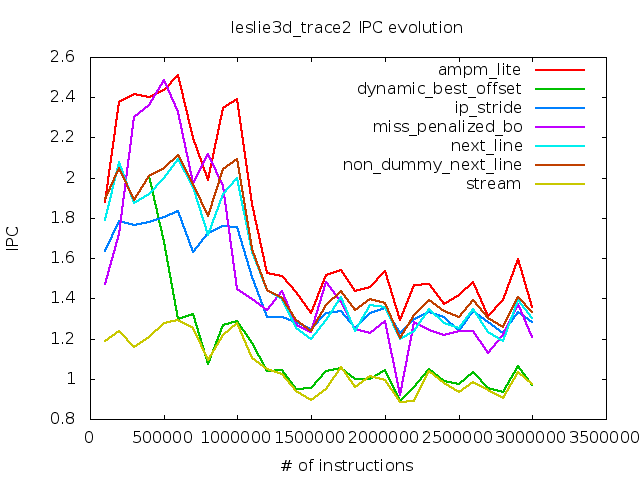 leslie3d_trace2 IPC evolution
2.6
2.4
2.2
2
1.8
1.6
1.4
1.2
1
0.8
IPC
ampm_lite
dynamic_best_offset
ip_stride
miss_penalized_bo
next_line
non_dummy_next_line
stream
0 500000 1000000 1500000 2000000 2500000 3000000 3500000
# of instructions